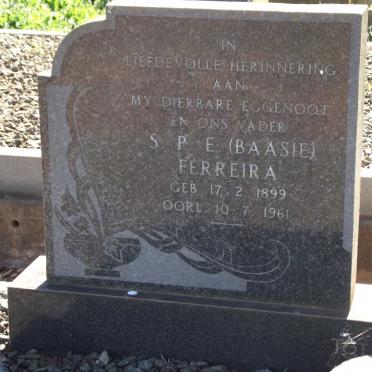 IN
LIEFDEVOLLE HERINNERING
AAN
MY DIERBARE EGGENOOT
EN ONS VADER
S. P. E. (BAASIE)
FERREIRA
GEB. 17. 2. 1899
OORL. 10. 7. 1961